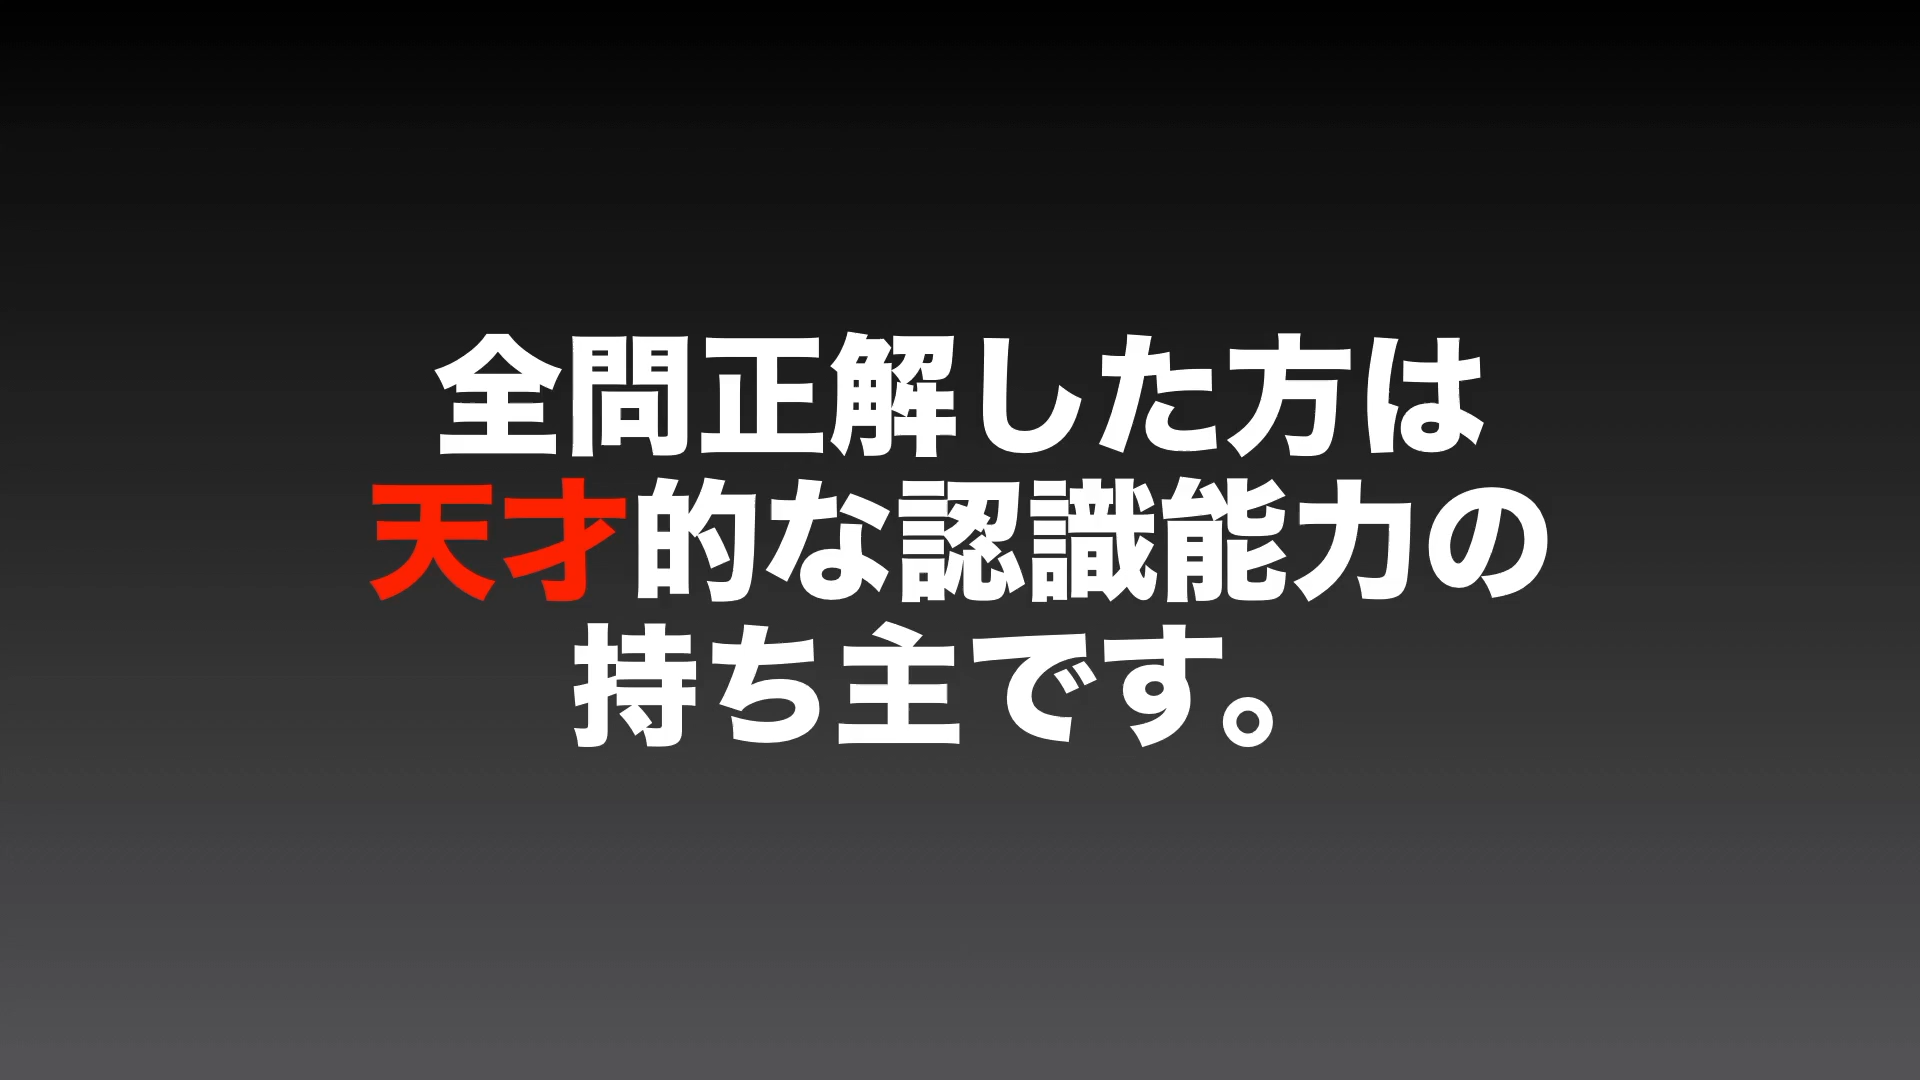 全問正解した方は
天才的な認識能力の
持ち主です。